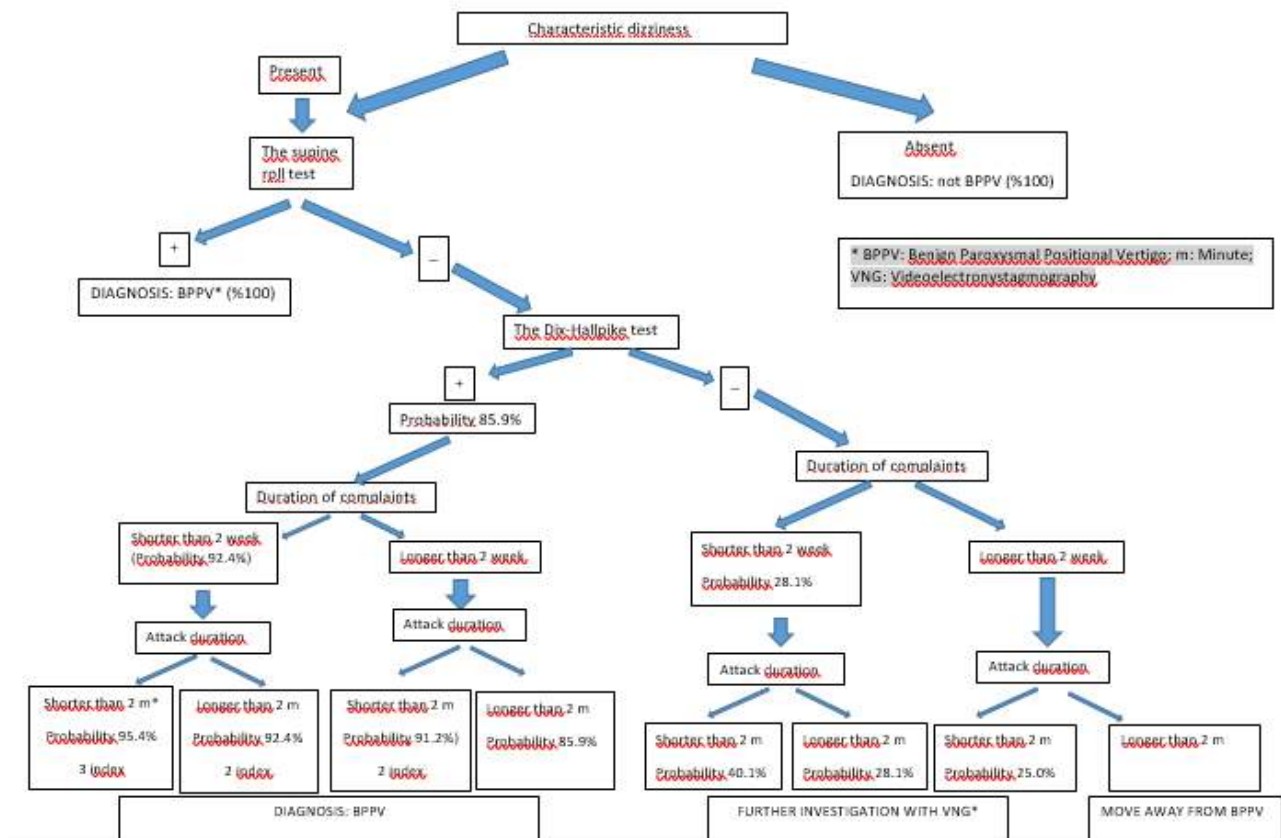 Characteristic dizziness
Present
The supine
roll test
Absent
DIAGNOSIS: not BPPV (%100)
+
–
DIAGNOSIS: BPPV* (%100)
* BPPV: Benign Paroxysmal Positional Vertigo; m: Minute;
VNG: Videoelectronystagmography
The Dix-Hallpike test
+
–
Probability 85.9%
Duration of complaints
Duration of complaints
Shorter than 2 week
(Probability 92.4%)
Longer than 2 week
Shorter than 2 week
Probability 28.1%
Longer than 2 week
Attack duration
Attack duration
Attack duration
Attack duration
Shorter than 2 m*
Probability 95.4%
3 index
Longer than 2 m
Probability 92.4%
2 index
Shorter than 2 m
Probability 91.2%)
2 index
Longer than 2 m
Probability 85.9%
Shorter than 2 m
Probability 40.1%
Longer than 2 m
Probability 28.1%
Shorter than 2 m
Probability 25.0%
Longer than 2 m
DIAGNOSIS: BPPV
FURTHER INVESTIGATION WITH VNG*
MOVE AWAY FROM BPPV